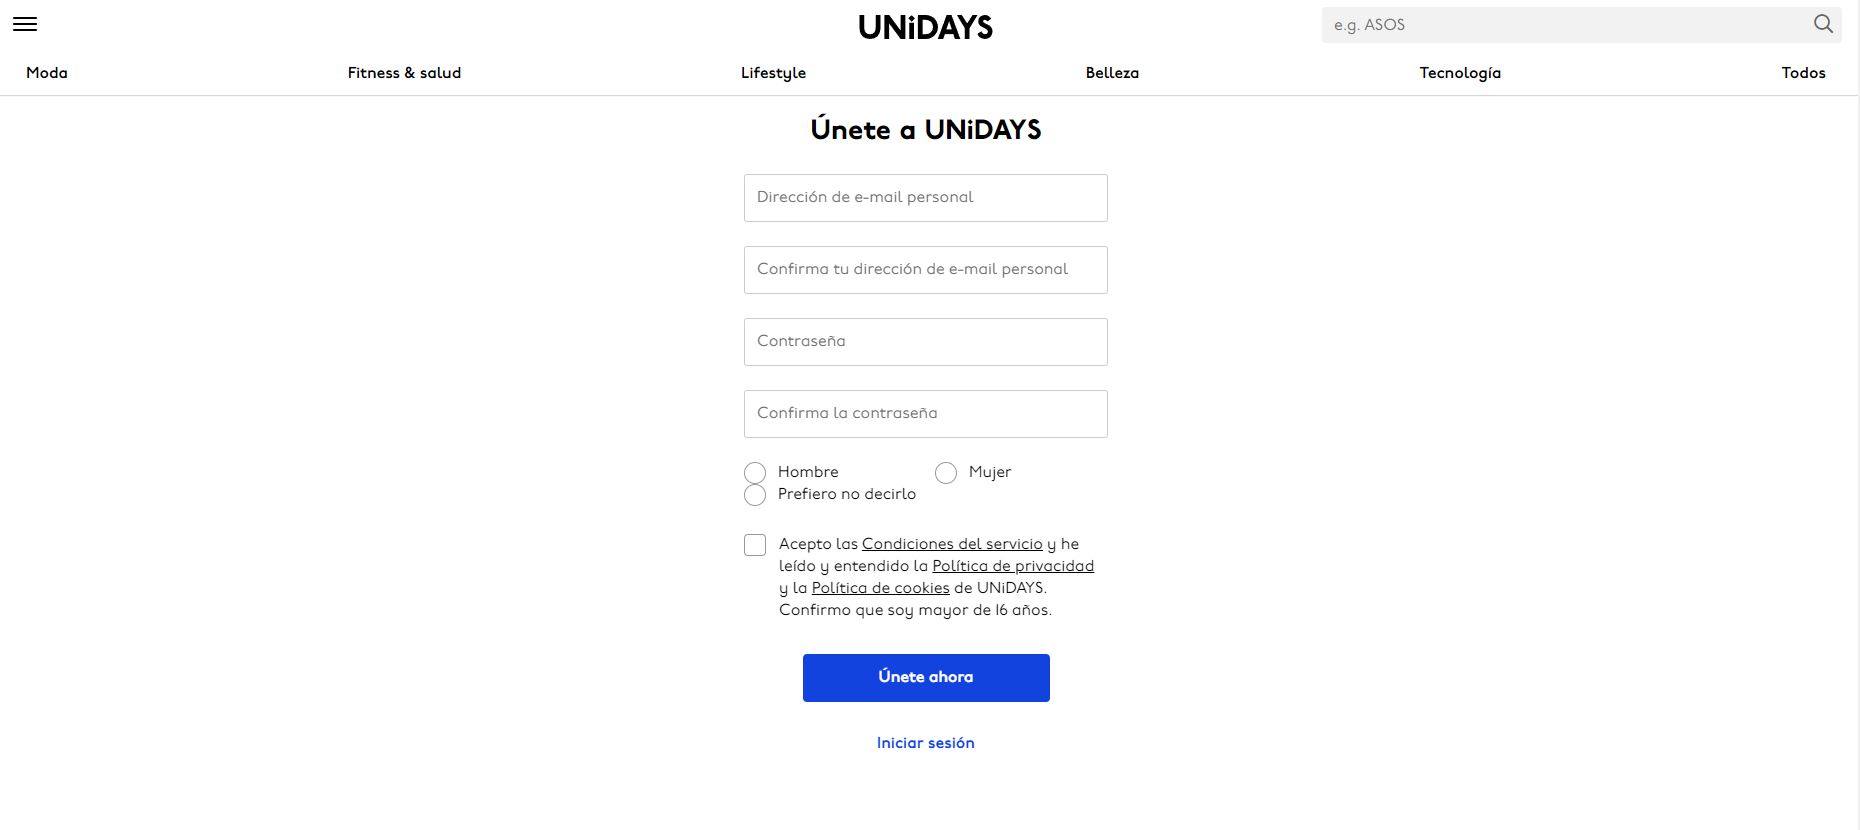 UNiDAYS
e.g. ASOS
Moda
Fitness & salud
Lifestyle
Belleza
Tecnología
Todos
Únete a UNiDAYS
Dirección de e-mail personal
Confirma tu dirección de e-mail personal
Contraseña
Confirma la contraseña
Hombre
Mujer
Prefiero no decirlo
Acepto las Condiciones del servicio y he
leído y entendido la Política de privacidad
y la Política de cookies de UNiDAYS.
Confirmo que soy mayor de 16 años.
Únete ahora
Iniciar sesión